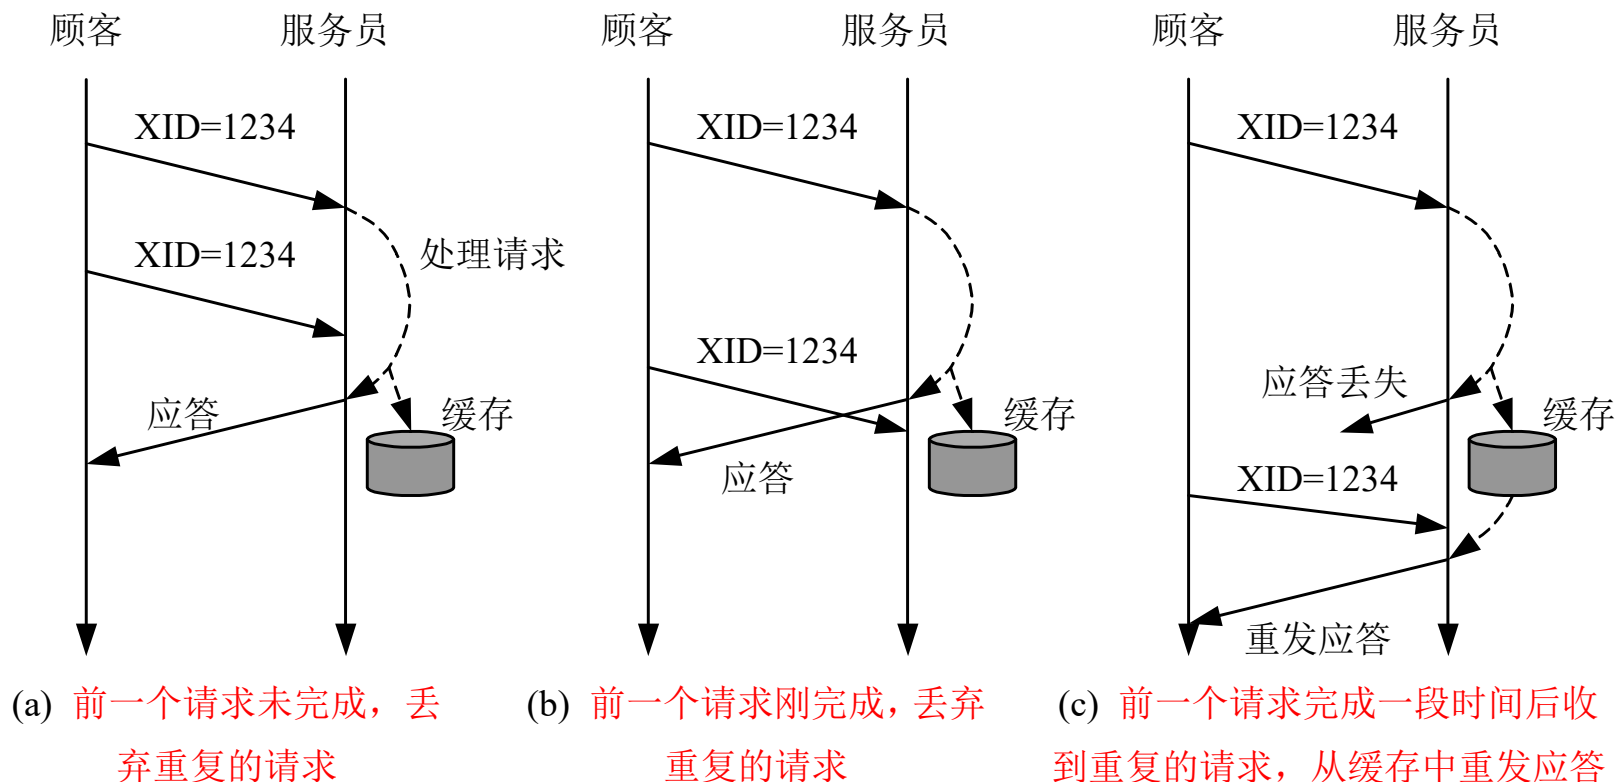 顾客 服务员
XID=1234
XID=1234
处理请求
应答
缓存
(a) 前一个请求未完成，丢
弃重复的请求
顾客 服务员
XID=1234
XID=1234
缓存
应答
(b) 前一个请求刚完成，丢弃
重复的请求
顾客 服务员
XID=1234
应答丢失
缓存
XID=1234
重发应答
(c) 前一个请求完成一段时间后收
到重复的请求，从缓存中重发应答